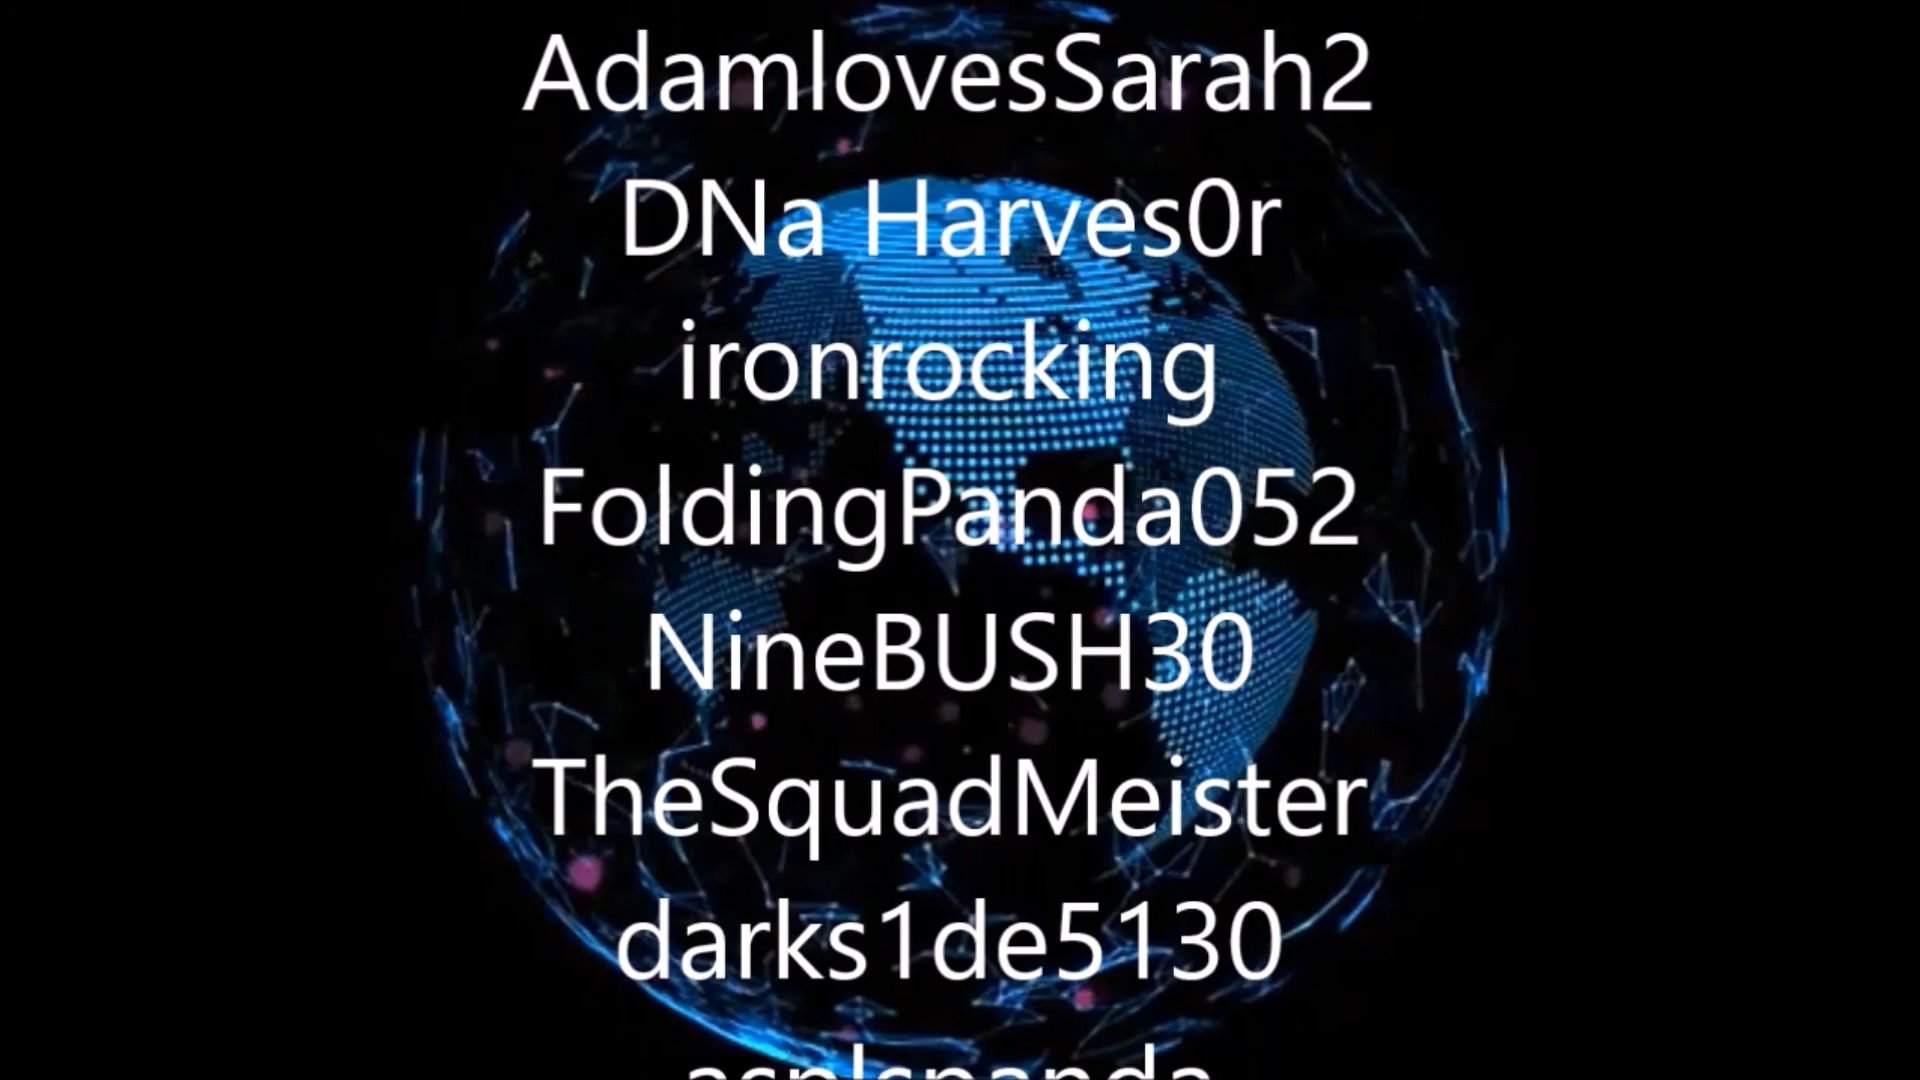 AdamlovesSarah2
DNa Harves0r
ironrocking
FoldingPanda052
NineBUSH30
TheSquadMeister
darks1de5130